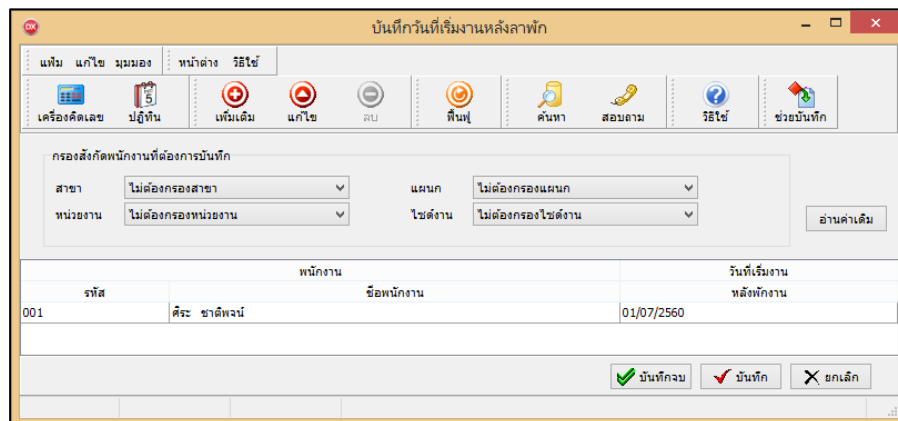 บันทึกวันที่เริ่มงานหลังลาพัก
แฟ้ม แก้ไข มุมมอง หน้าต่าง วิธีใช้
เครื่องคิดเลข ปฏิทิน เพิ่มเติม แก้ไข ลบ ฟื้นฟู ค้นหา สอบถาม วิธีใช้ ช่วยบันทึก
กรองสังกัดพนักงานที่ต้องการบันทึก
สาขา ไม่ต้องกรองสาขา แผนก ไม่ต้องกรองแผนก
หน่วยงาน ไม่ต้องกรองหน่วยงาน ไซด์งาน ไม่ต้องกรองไซด์งาน
อ่านค่าเดิม
พนักงาน วันที่เริ่มงาน
รหัส ชื่อพนักงาน หลังพักงาน
001 ศิระ ชาติพจน์ 01/07/2560
บันทึกจบ บันทึก ยกเลิก